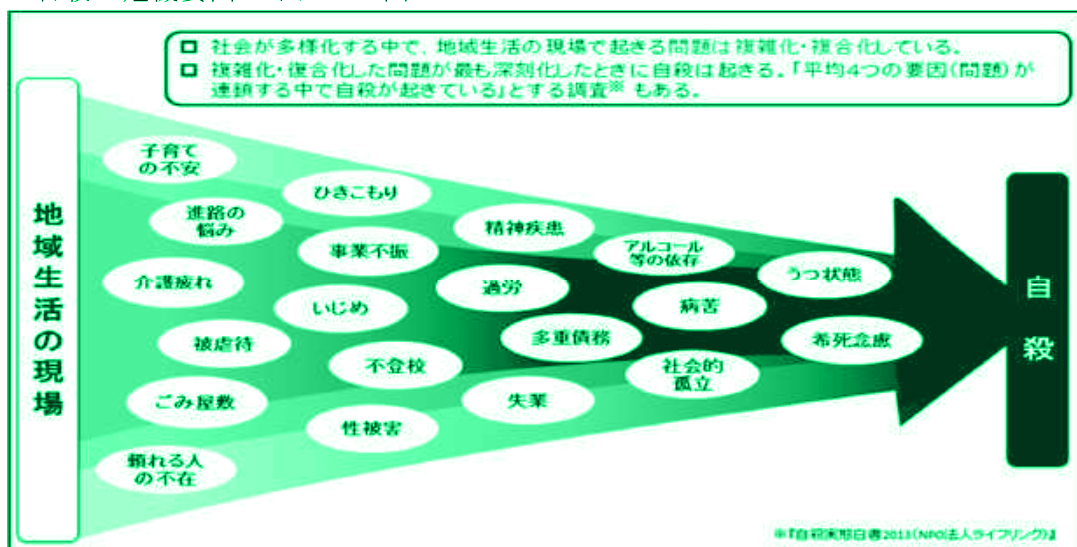 □ 社会が多様化する中で、地域生活の現場で起きる問題は複雑化・複合化している。
□ 複雑化・複合化した問題が最も深刻化したときに自殺は起きる。「平均4つの要因(問題)が
連鎖する中で自殺が起きている」とする調査※ もある。
地域生活の現場
子育て
の不安
進路の
悩み
介護疲れ
被虐待
ごみ屋敷
頼れる人
の不在
ひきこもり
事業不振
いじめ
不登校
性被害
精神疾患
過労
多重債務
失業
アルコール
等の依存
病苦
社会的
孤立
うつ状態
希死念慮
自殺
※『自殺実態白書2013(NPO法人ライフリンク)』